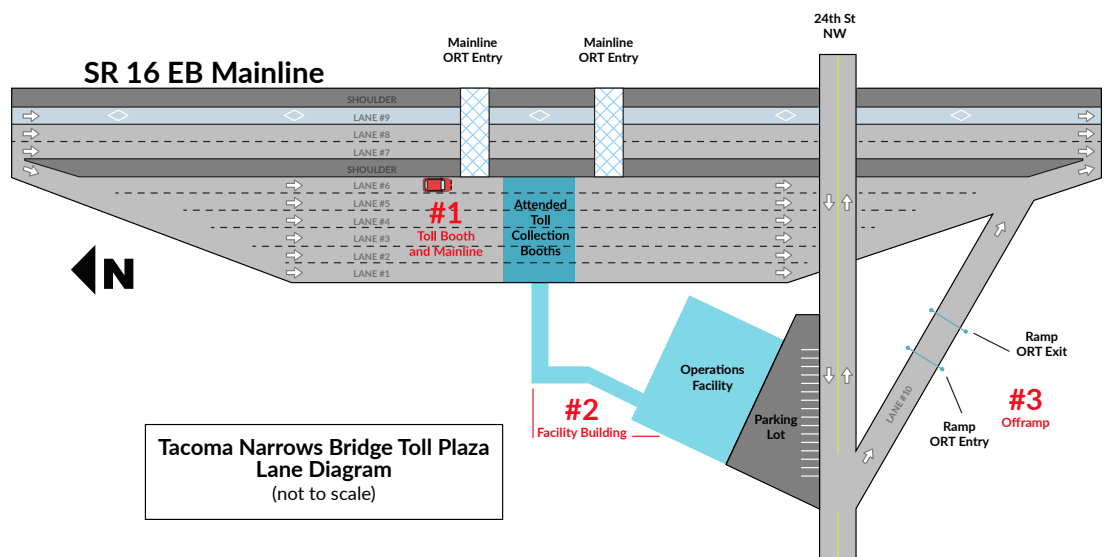 24th St
NW
Mainline
ORT Entry
Mainline
ORT Entry
SR 16 EB Mainline
SHOULDER
LANE #9
LANE #8
LANE #7
SHOULDER
LANE #6
LANE #5
LANE #4
LANE #3
LANE #2
LANE #1
#1
Toll Booth
and Mainline
Attended
Toll
Collection
Booths
N
Operations
Facility
Parking
Lot
#2
Facility Building
Ramp
ORT Exit
#3
Offramp
LANE #10
Ramp
ORT Entry
Tacoma Narrows Bridge Toll Plaza
Lane Diagram
(not to scale)